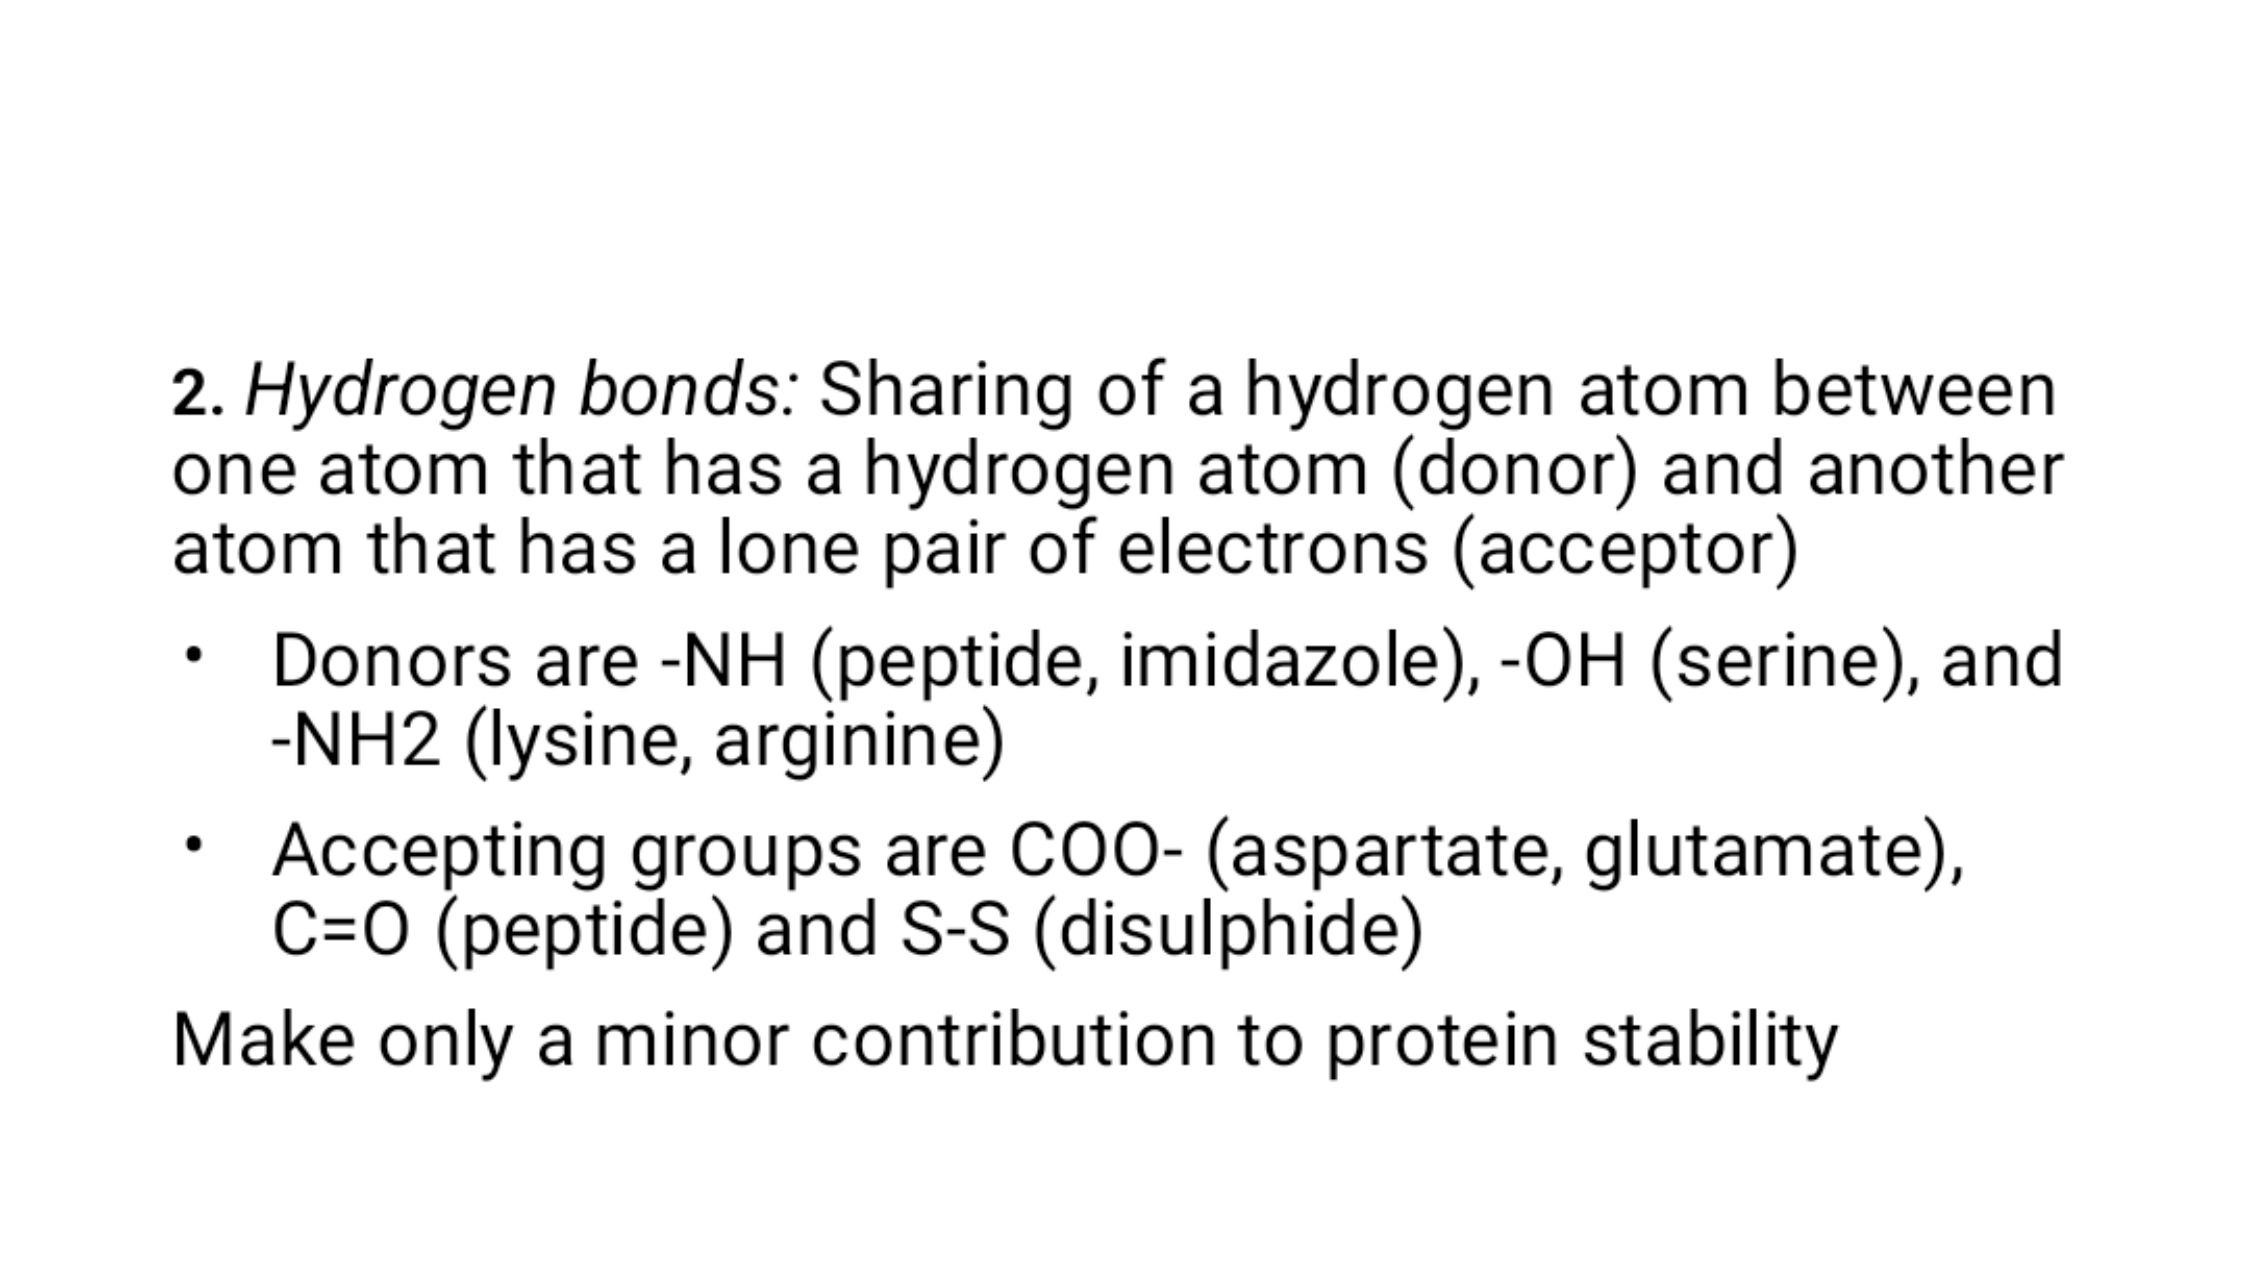 2. Hydrogen bonds: Sharing of a hydrogen atom between
one atom that has a hydrogen atom (donor) and another
atom that has a lone pair of electrons (acceptor)
• Donors are -NH (peptide, imidazole), -OH (serine), and
-NH2 (lysine, arginine)
• Accepting groups are COO- (aspartate, glutamate),
C=O (peptide) and S-S (disulphide)
Make only a minor contribution to protein stability